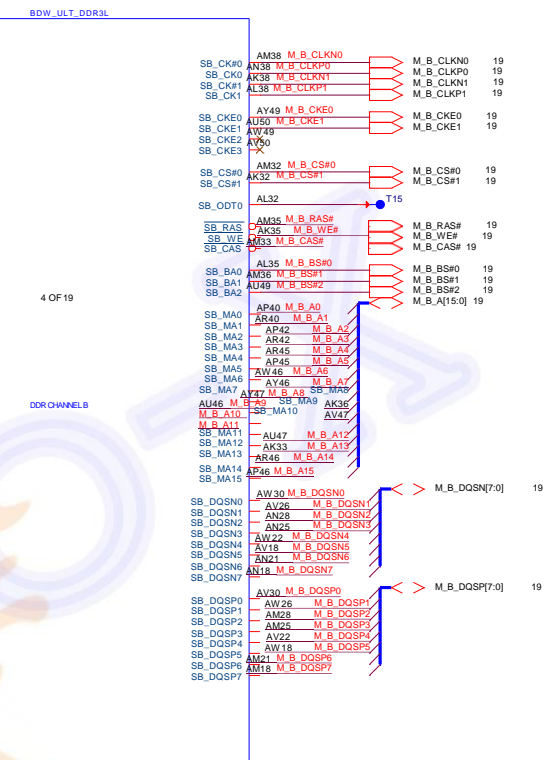 BDW_ULT_DDR3L
SB_CK#0 AM38 M_B_CLKN0 M_B_CLKN0 19
SB_CK0 AN38 M_B_CLKP0 M_B_CLKP0 19
SB_CK#1 AK38 M_B_CLKN1 M_B_CLKN1 19
SB_CK1 AL38 M_B_CLKP1 M_B_CLKP1 19
SB_CKE0 AY49 M_B_CKE0 M_B_CKE0 19
SB_CKE1 AU50 M_B_CKE1 M_B_CKE1 19
SB_CKE2 AW49
SB_CKE3 AV50
SB_CS#0 AM32 M_B_CS#0 M_B_CS#0 19
SB_CS#1 AK32 M_B_CS#1 M_B_CS#1 19
SB_ODT0 AL32 T15
SB_RAS AM35 M_B_RAS# M_B_RAS# 19
SB_WE AK35 M_B_WE# M_B_WE# 19
SB_CAS AM33 M_B_CAS# M_B_CAS# 19
SB_BA0 AL35 M_B_BS#0 M_B_BS#0 19
SB_BA1 AM36 M_B_BS#1 M_B_BS#1 19
SB_BA2 AU49 M_B_BS#2 M_B_BS#2 19
M_B_A[15:0] 19
4 OF 19
SB_MA0 AP40 M_B_A0
SB_MA1 AR40 M_B_A1
SB_MA2 AP42 M_B_A2
SB_MA3 AR42 M_B_A3
SB_MA4 AR45 M_B_A4
SB_MA5 AP45 M_B_A5
SB_MA6 AW46 M_B_A6
SB_MA7 AY46 M_B_A7
AY47 M_B_A8 SB_MA8
AU46 M_B_A9 SB_MA9 AK36
M_B_A10 SB_MA10 AV47
M_B_A11
DDR CHANNEL B
SB_MA11 AU47 M_B_A12
SB_MA12 AK33 M_B_A13
SB_MA13 AR46 M_B_A14
SB_MA14 AP46 M_B_A15
SB_MA15
SB_DQSN0 AW30 M_B_DQSN0 M_B_DQSN[7:0] 19
SB_DQSN1 AV26 M_B_DQSN1
SB_DQSN2 AN28 M_B_DQSN2
SB_DQSN3 AN25 M_B_DQSN3
SB_DQSN4 AW22 M_B_DQSN4
SB_DQSN5 AV18 M_B_DQSN5
SB_DQSN6 AN21 M_B_DQSN6
SB_DQSN7 AN18 M_B_DQSN7
SB_DQSP0 AV30 M_B_DQSP0 M_B_DQSP[7:0] 19
SB_DQSP1 AW26 M_B_DQSP1
SB_DQSP2 AM28 M_B_DQSP2
SB_DQSP3 AM25 M_B_DQSP3
SB_DQSP4 AV22 M_B_DQSP4
SB_DQSP5 AW18 M_B_DQSP5
SB_DQSP6 AM21 M_B_DQSP6
SB_DQSP7 AM18 M_B_DQSP7